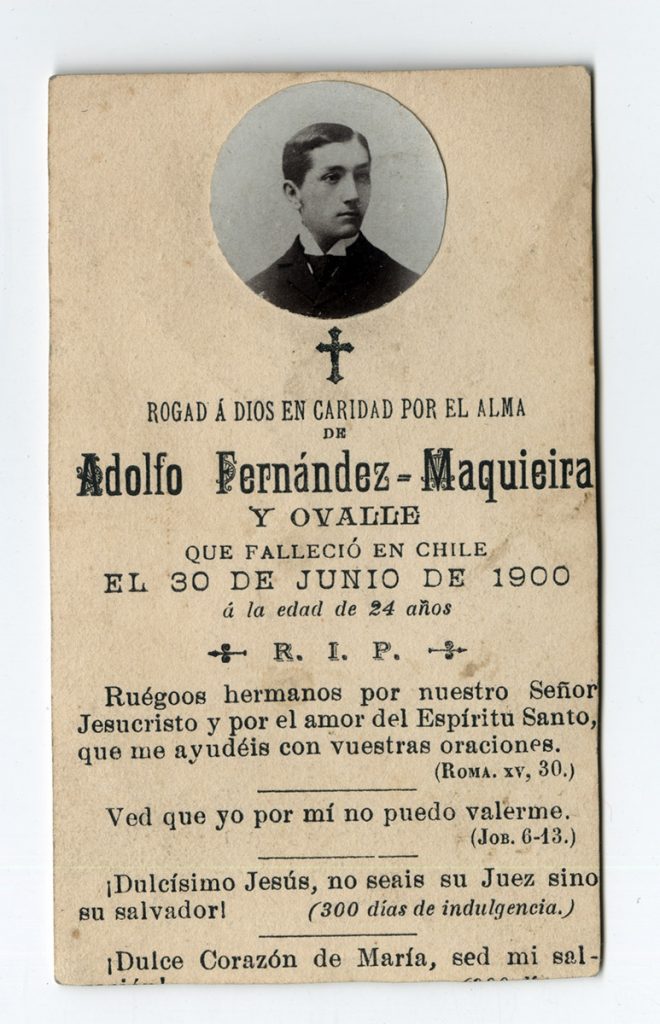 ROGAD Á DIOS EN CARIDAD POR EL ALMA
DE
Adolfo Fernández-Maquieira
Y OVALLE
QUE FALLECIÓ EN CHILE
EL 30 DE JUNIO DE 1900
á la edad de 24 años
R. I. P.
Ruégoos hermanos por nuestro Señor
Jesucristo y por el amor del Espíritu Santo,
que me ayudéis con vuestras oraciones.
(ROMA. XV, 30.)
Ved que yo por mí no puedo valerme.
(JOB. 6-13.)
¡Dulcísimo Jesús, no seais su Juez sino
su salvador! (300 días de indulgencia.)
¡Dulce Corazón de María, sed mi sal-